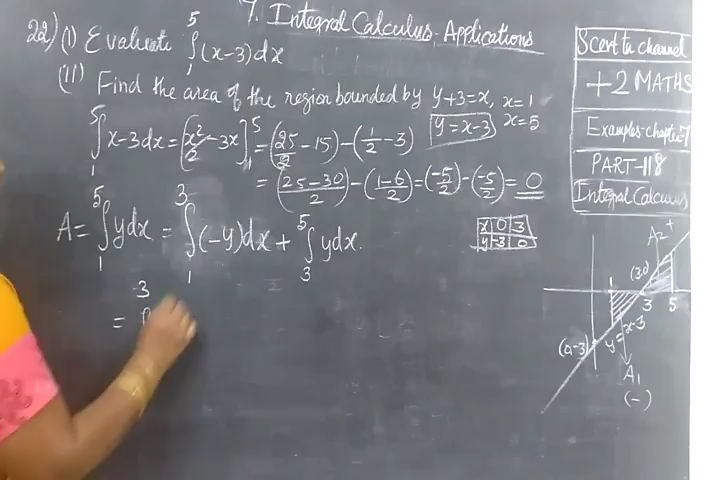 7. Integral Calculus Applications
22) (i) Evaluate ∫₁⁵ (x-3)dx
(ii) Find the area of the region bounded by y+3=x, x=1
y=x-3 x=5
∫₁⁵ x-3dx = [x²/2 - 3x]₁⁵ = (25/2 - 15) - (1/2 - 3)
= (25-30/2) - (1-6/2) = (-5/2) - (-5/2) = 0
A = ∫₁⁵ ydx = ∫₁³ (-y)dx + ∫₃⁵ ydx.
3
= ∫
x 0 3
y -3 0
Scert tn channel
+2 MATHS
Examples-chapter-7
PART-118
Integral Calculus
A2 +
(3,0)
1 3 5
(0-3)
y=x-3
A1
(-)